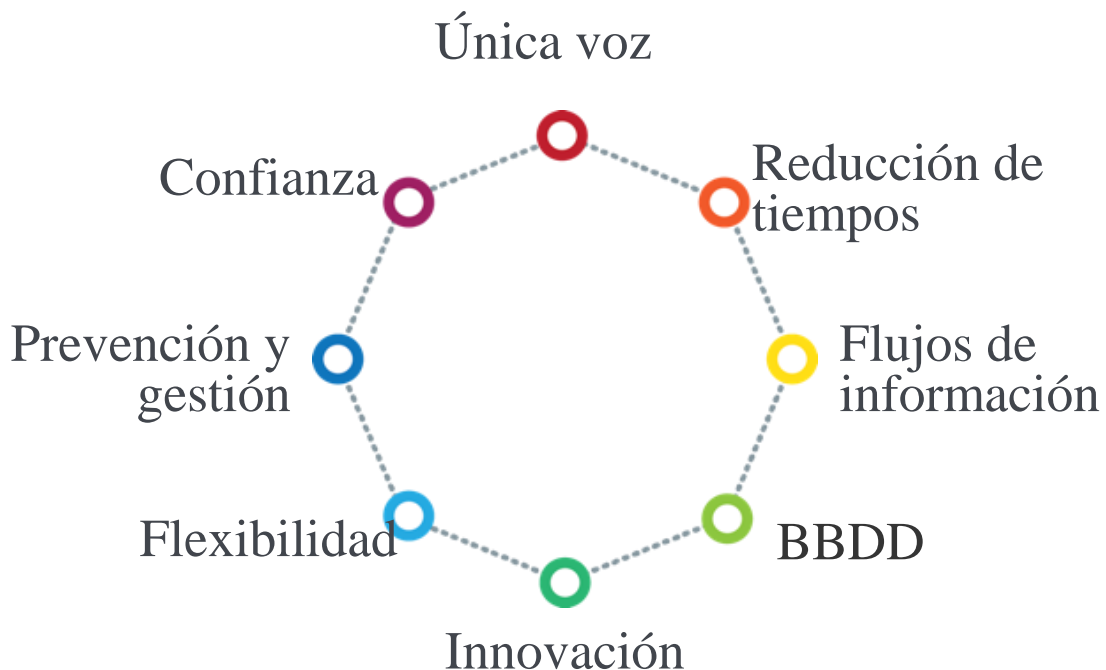 Única voz
Confianza
Reducción de
tiempos
Prevención y
gestión
Flujos de
información
Flexibilidad
BBDD
Innovación